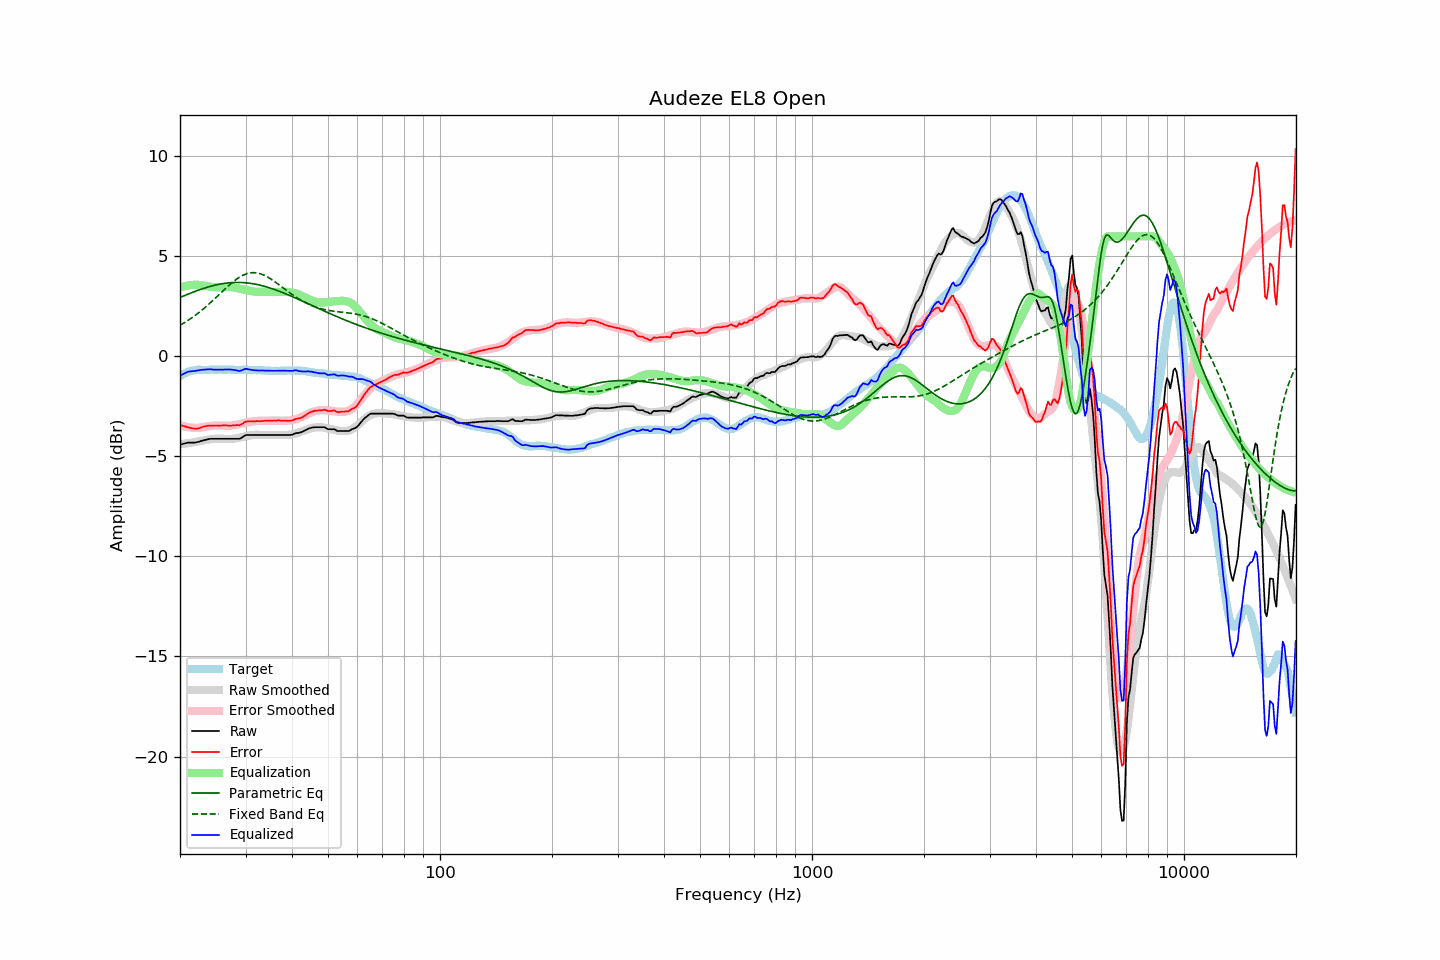 Audeze EL8 Open
10
5
0
−5
−10
−15
−20
Amplitude (dBr)
Target
Raw Smoothed
Error Smoothed
Raw
Error
Equalization
Parametric Eq
Fixed Band Eq
Equalized
100
1000
10000
Frequency (Hz)